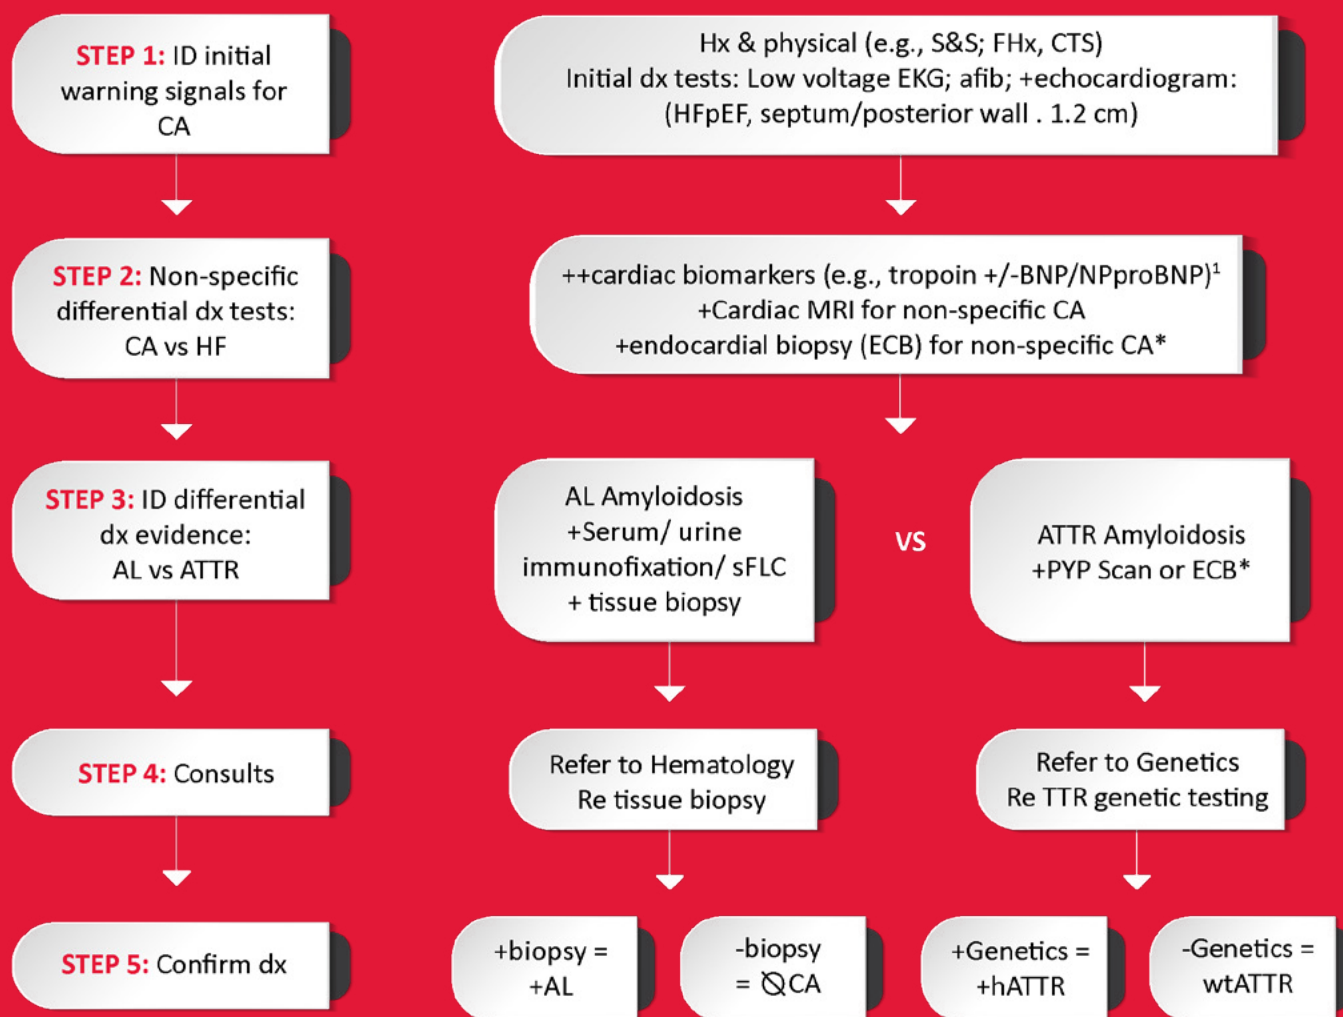 STEP 1: ID initial
warning signals for
CA
Hx & physical (e.g., S&S; FHx, CTS)
Initial dx tests: Low voltage EKG; afib; +echocardiogram:
(HFpEF, septum/posterior wall . 1.2 cm)
STEP 2: Non-specific
differential dx tests:
CA vs HF
++cardiac biomarkers (e.g., tropoin +/-BNP/NPproBNP)¹
+Cardiac MRI for non-specific CA
+endocardial biopsy (ECB) for non-specific CA*
STEP 3: ID differential
dx evidence:
AL vs ATTR
AL Amyloidosis
+Serum/ urine
immunofixation/ sFLC
+ tissue biopsy
VS
ATTR Amyloidosis
+PYP Scan or ECB*
STEP 4: Consults
Refer to Hematology
Re tissue biopsy
Refer to Genetics
Re TTR genetic testing
STEP 5: Confirm dx
+biopsy =
+AL
-biopsy
= ⦰CA
+Genetics =
+hATTR
-Genetics =
wtATTR